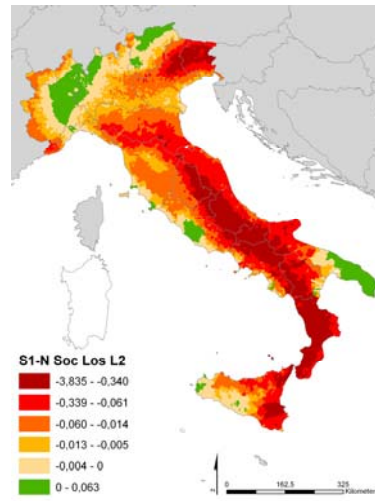 S1-N Soc Los L2
-3,835 - -0,340
-0,339 - -0,061
-0,060 - -0,014
-0,013 - -0,005
-0,004 - 0
0 - 0,063
0 162,5 325
Kilometers